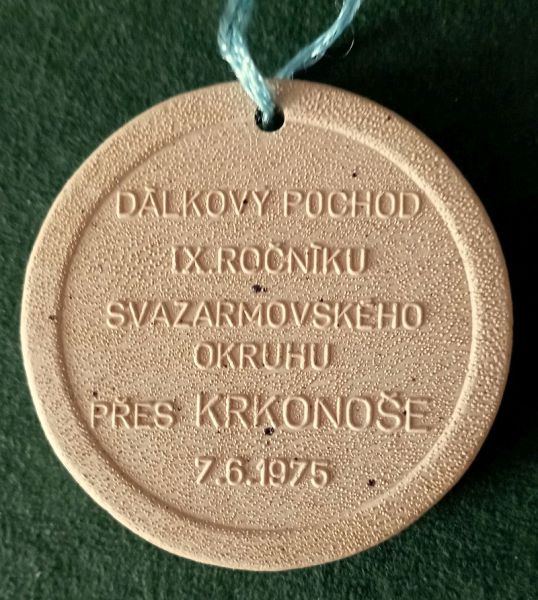 DÁLKOVÝ POCHOD
IX. ROČNÍKU
SVAZARMOVSKÉHO
OKRUHU
PŘES KRKONOŠE
7.6.1975